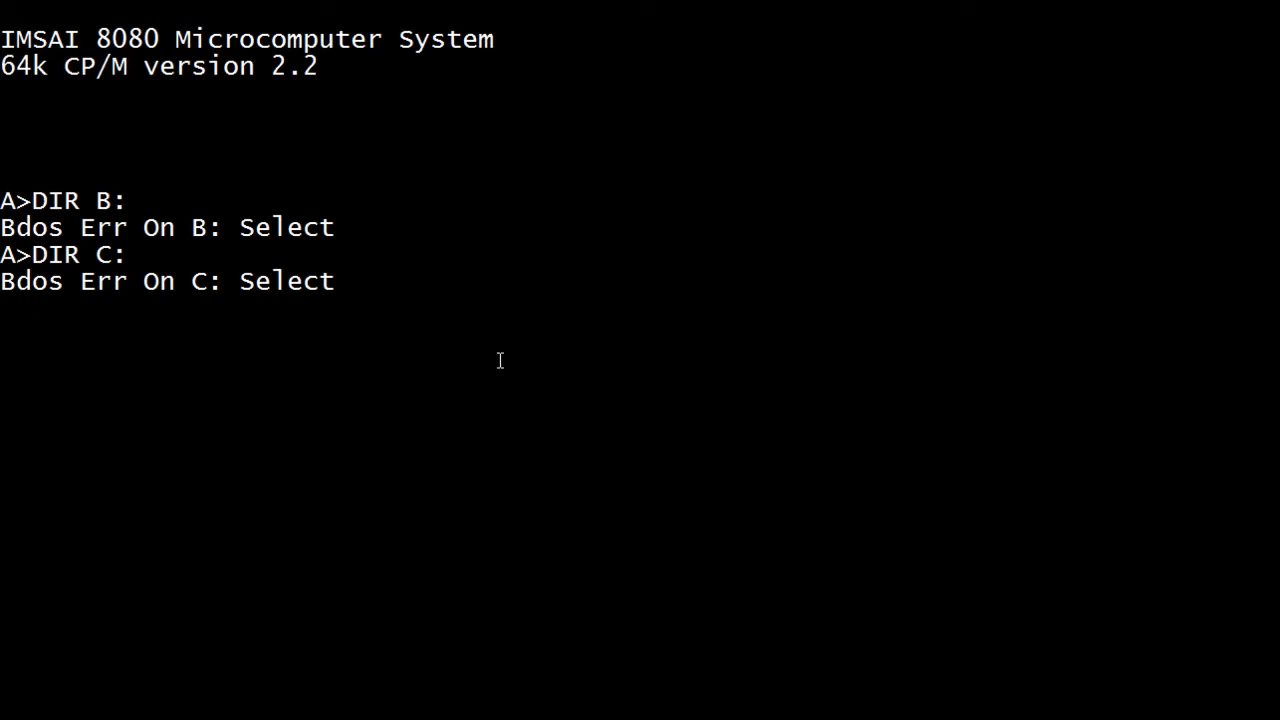 IMSAI 8080 Microcomputer System
64k CP/M version 2.2
A>DIR B:
Bdos Err On B: Select
A>DIR C:
Bdos Err On C: Select